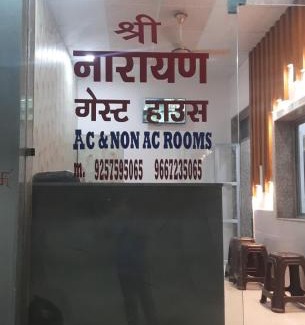 श्री
नारायण
गेस्ट हाउस
AC & NON AC ROOMS
m. 9257595065 9667235065